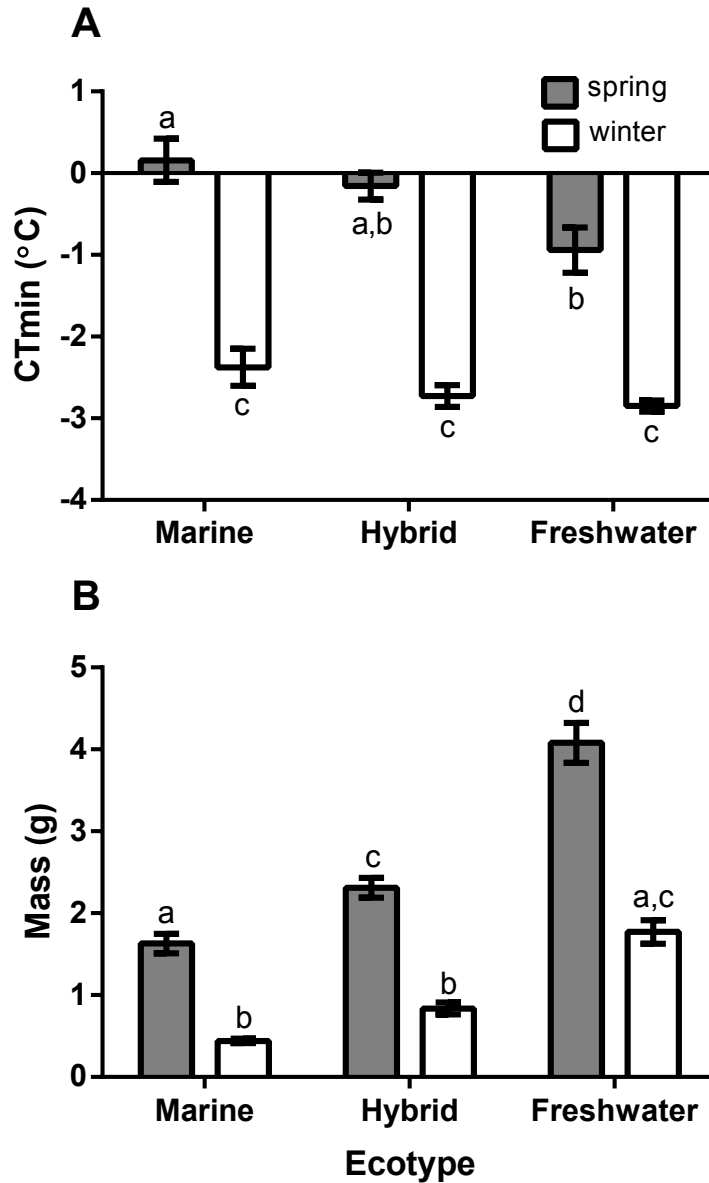 A
spring
winter
CTmin (°C)
1
0
-1
-2
-3
-4
a
a,b
b
c
c
c
Marine Hybrid Freshwater
B
Mass (g)
5
4
3
2
1
0
a
b
c
b
d
a,c
Marine Hybrid Freshwater
Ecotype